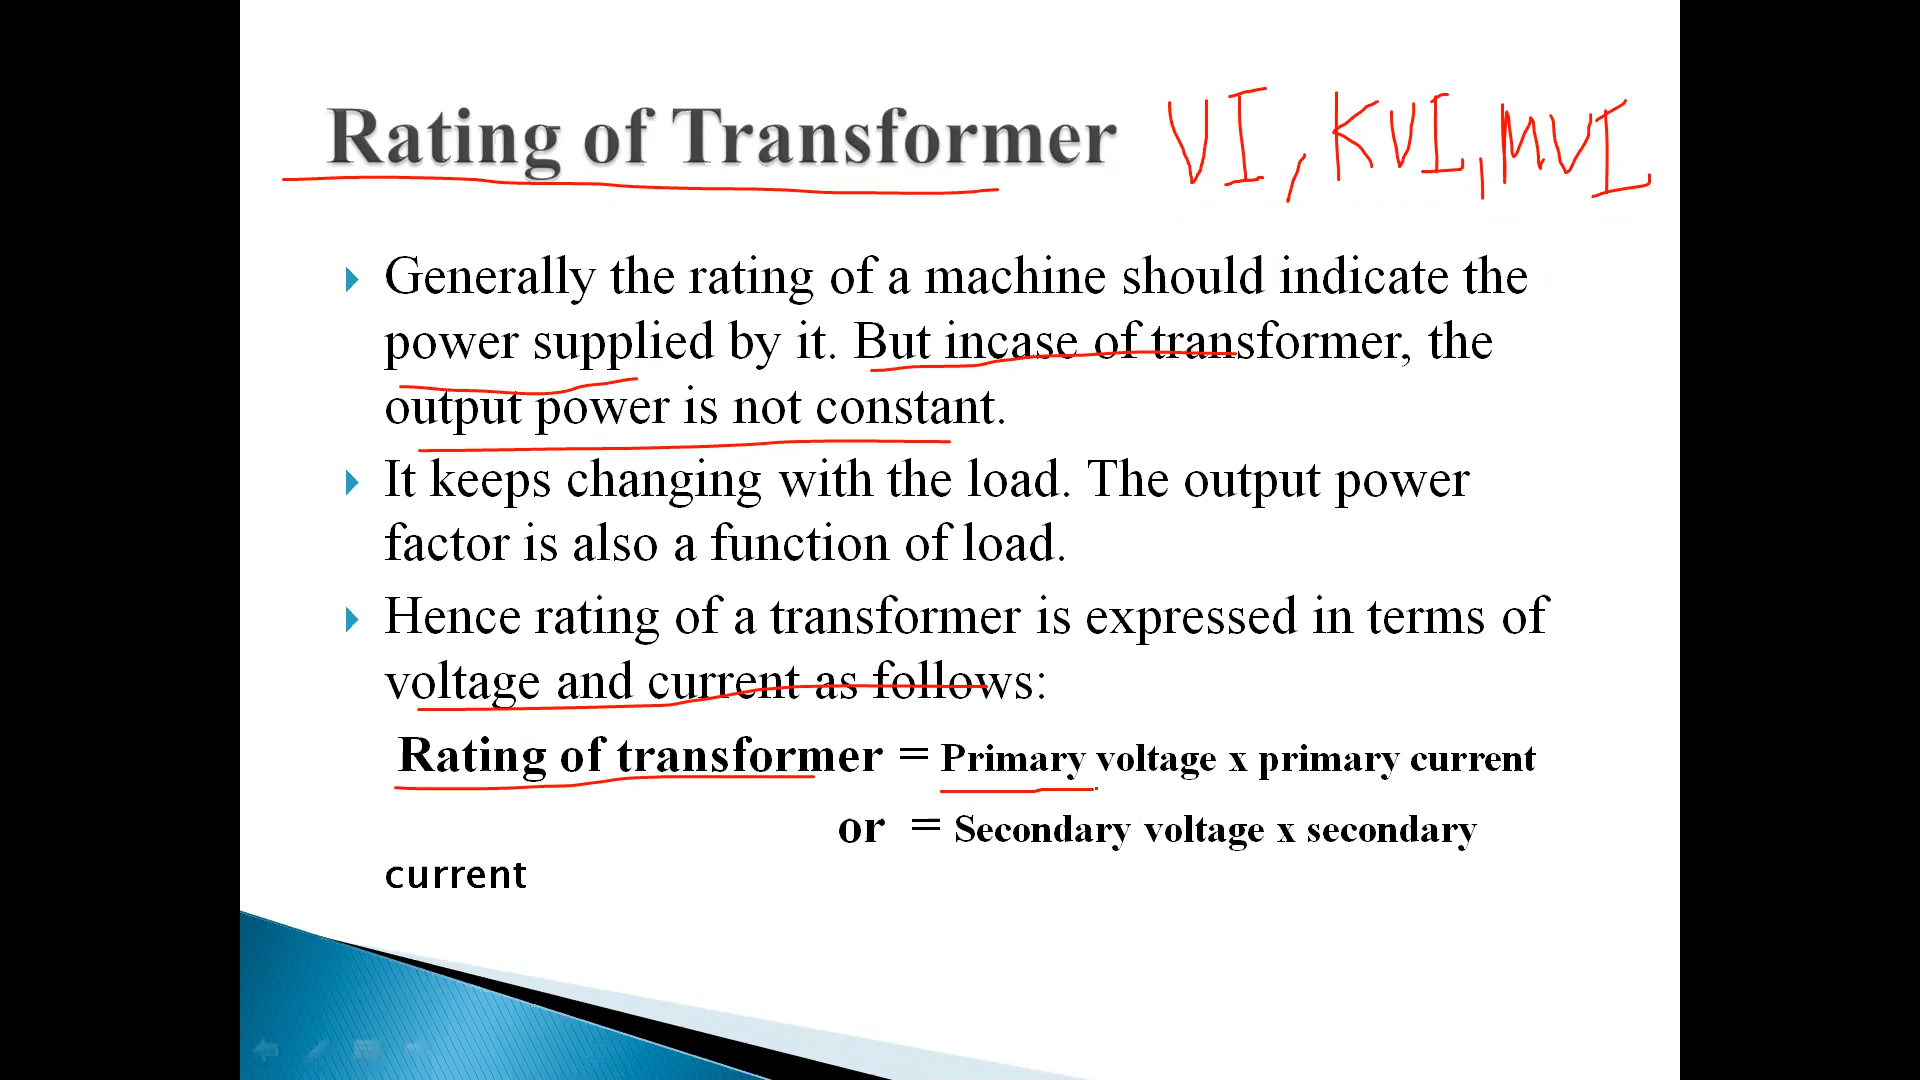 Rating of Transformer VI, KVI, MVI
Generally the rating of a machine should indicate the
power supplied by it. But incase of transformer, the
output power is not constant.
It keeps changing with the load. The output power
factor is also a function of load.
Hence rating of a transformer is expressed in terms of
voltage and current as follows:
Rating of transformer = Primary voltage x primary current
or = Secondary voltage x secondary
current